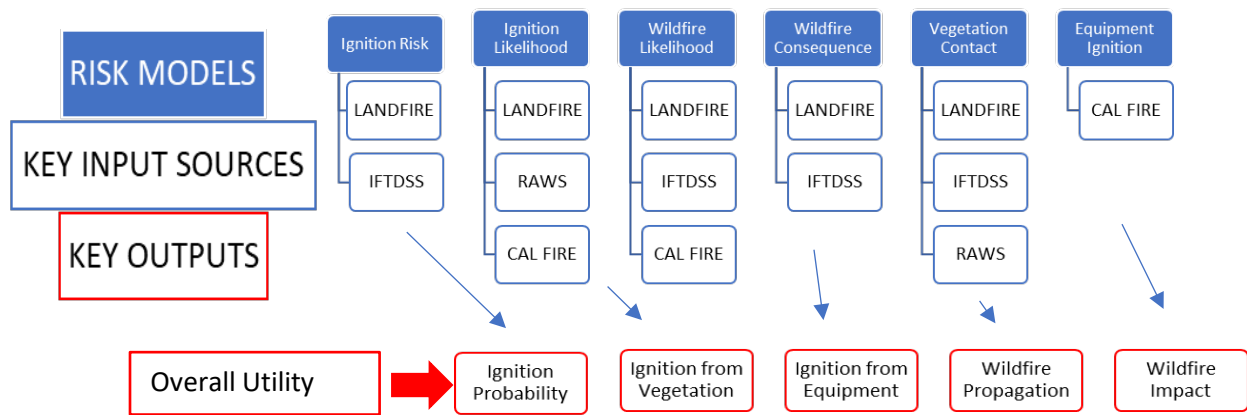 RISK MODELS
KEY INPUT SOURCES
KEY OUTPUTS
Ignition Risk
LANDFIRE
IFTDSS
Ignition
Likelihood
LANDFIRE
RAWS
CAL FIRE
Wildfire
Likelihood
LANDFIRE
IFTDSS
CAL FIRE
Wildfire
Consequence
LANDFIRE
IFTDSS
Vegetation
Contact
LANDFIRE
IFTDSS
RAWS
Equipment
Ignition
CAL FIRE
Overall Utility
Ignition
Probability
Ignition from
Vegetation
Ignition from
Equipment
Wildfire
Propagation
Wildfire
Impact